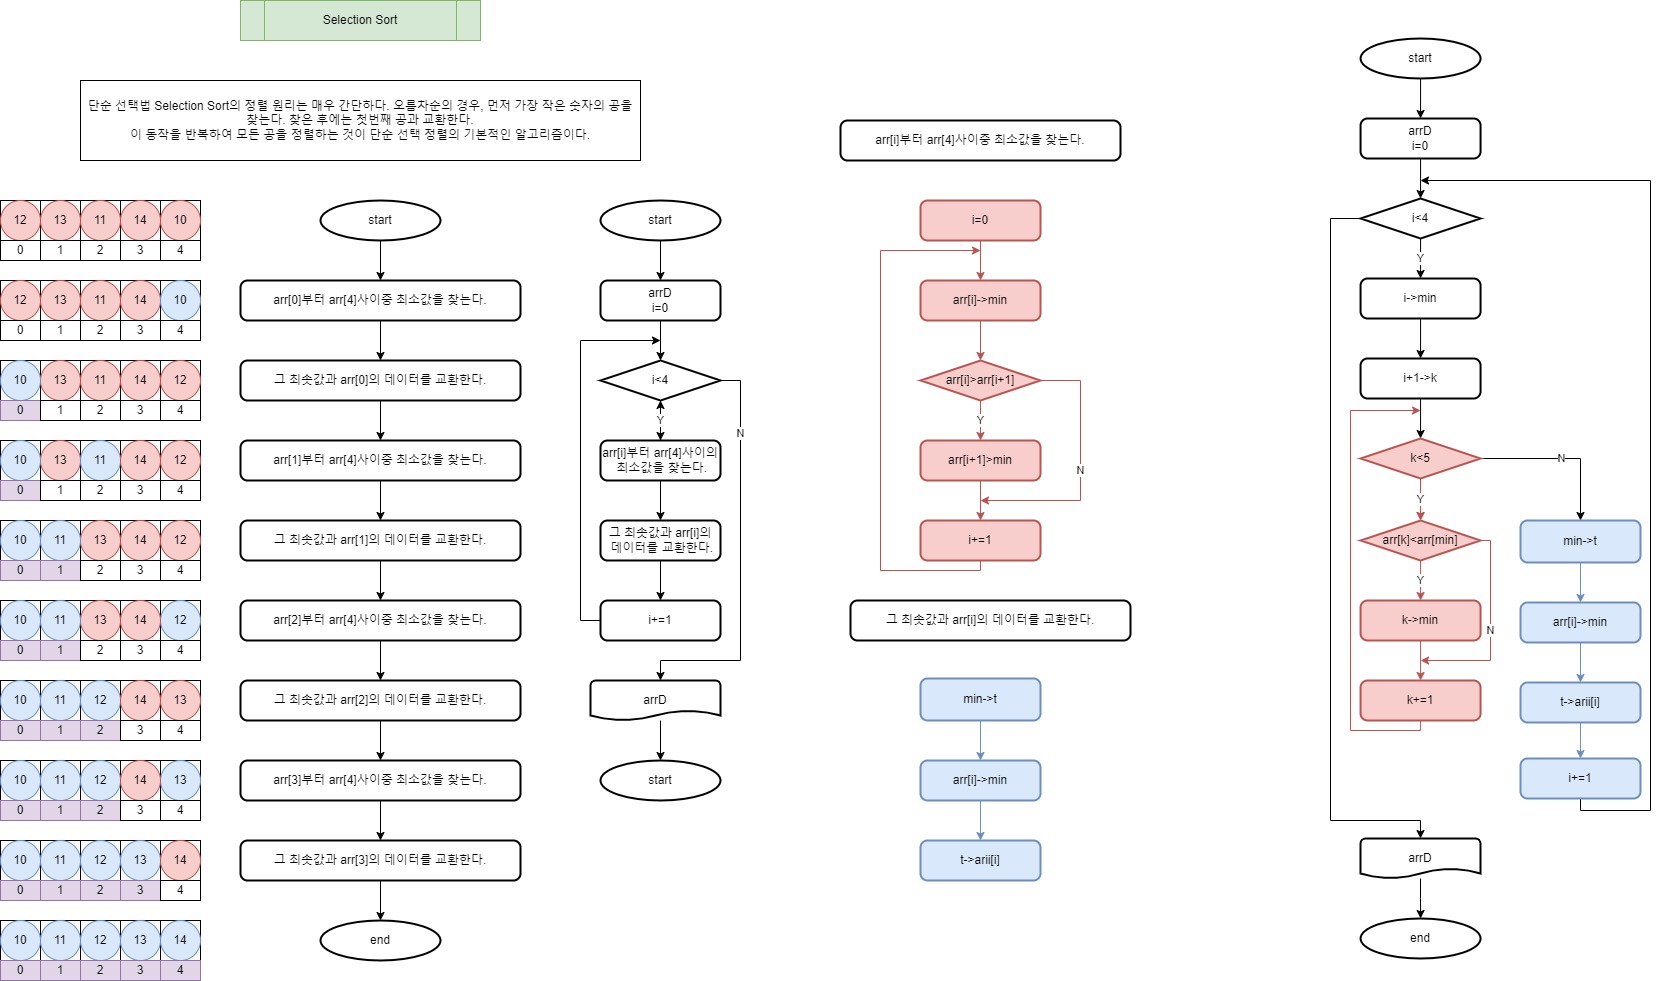 Selection Sort
단순 선택법 Selection Sort의 정렬 원리는 매우 간단하다. 오름차순의 경우, 먼저 가장 작은 숫자의 공을
찾는다. 찾은 후에는 첫번째 공과 교환한다.
이 동작을 반복하여 모든 공을 정렬하는 것이 단순 선택 정렬의 기본적인 알고리즘이다.
12 13 11 14 10
0 1 2 3 4
12 13 11 14 10
0 1 2 3 4
10 13 11 14 12
0 1 2 3 4
10 13 11 14 12
0 1 2 3 4
10 11 13 14 12
0 1 2 3 4
10 11 13 14 12
0 1 2 3 4
10 11 12 14 13
0 1 2 3 4
10 11 12 14 13
0 1 2 3 4
10 11 12 13 14
0 1 2 3 4
10 11 12 13 14
0 1 2 3 4
start
arr[0]부터 arr[4]사이중 최소값을 찾는다.
그 최솟값과 arr[0]의 데이터를 교환한다.
arr[1]부터 arr[4]사이중 최소값을 찾는다.
그 최솟값과 arr[1]의 데이터를 교환한다.
arr[2]부터 arr[4]사이중 최소값을 찾는다.
그 최솟값과 arr[2]의 데이터를 교환한다.
arr[3]부터 arr[4]사이중 최소값을 찾는다.
그 최솟값과 arr[3]의 데이터를 교환한다.
end
start
arrD
i=0
i<4
Y
N
arr[i]부터 arr[4]사이의
최소값을 찾는다.
그 최솟값과 arr[i]의
데이터를 교환한다.
i+=1
arrD
start
arr[i]부터 arr[4]사이중 최소값을 찾는다.
i=0
arr[i]->min
arr[i]>arr[i+1]
Y
arr[i+1]>min
N
i+=1
그 최솟값과 arr[i]의 데이터를 교환한다.
min->t
arr[i]->min
t->arii[i]
start
arrD
i=0
i<4
Y
i->min
i+1->k
k<5
N
Y
arr[k]<arr[min]
Y
k->min
N
k+=1
min->t
arr[i]->min
t->arii[i]
i+=1
arrD
end